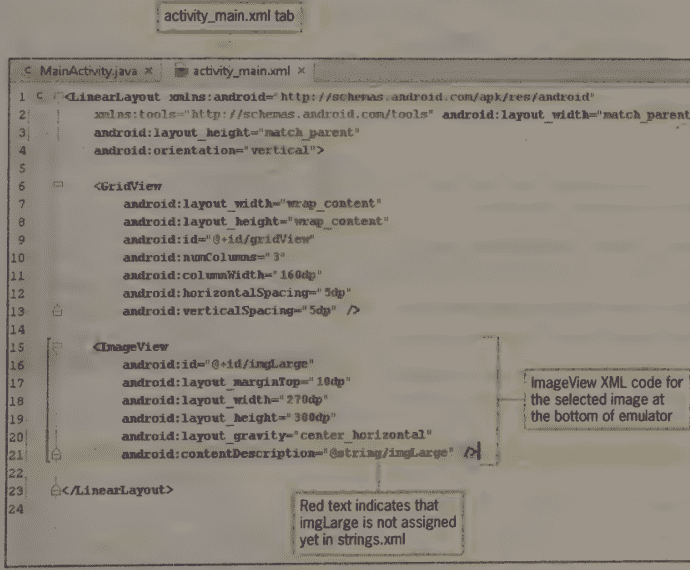 activity_main.xml tab
MainActivity.java × activity_main.xml ×
1 C <LinearLayout xmlns:android="http://schemas.android.com/apk/res/android"
2 xmlns:tools="http://schemas.android.com/tools" android:layout_width="match_parent
3 android:layout_height="match_parent"
4 android:orientation="vertical">
5
6 <GridView
7 android:layout_width="wrap_content"
8 android:layout_height="wrap_content"
9 android:id="@+id/gridView"
10 android:numColumns="3"
11 android:columnWidth="160dp"
12 android:horizontalSpacing="5dp"
13 android:verticalSpacing="5dp" />
14
15 <ImageView
16 android:id="@+id/imgLarge"
17 android:layout_marginTop="10dp"
18 android:layout_width="270dp"
19 android:layout_height="300dp"
20 android:layout_gravity="center_horizontal"
21 android:contentDescription="@string/imgLarge" />
22
23 </LinearLayout>
24
ImageView XML code for
the selected image at
the bottom of emulator
Red text indicates that
imgLarge is not assigned
yet in strings.xml